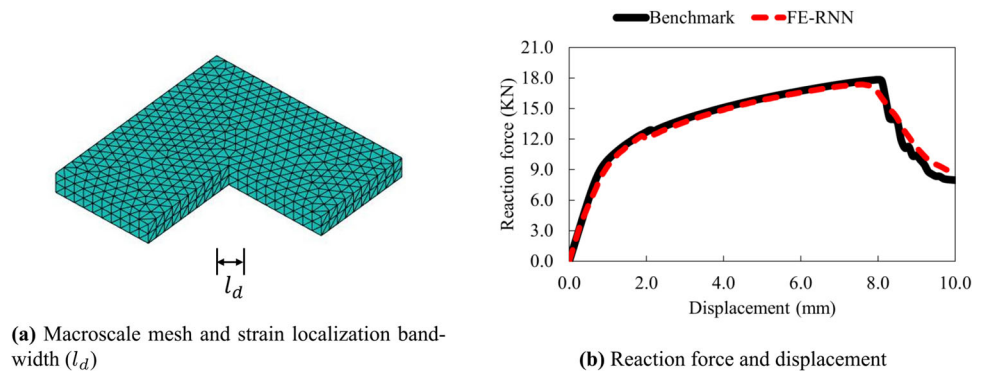 l_d
(a) Macroscale mesh and strain localization band-
width (l_d)
Benchmark FE-RNN
21.0
18.0
15.0
12.0
9.0
6.0
3.0
0.0
Reaction force (KN)
0.0 2.0 4.0 6.0 8.0 10.0
Displacement (mm)
(b) Reaction force and displacement